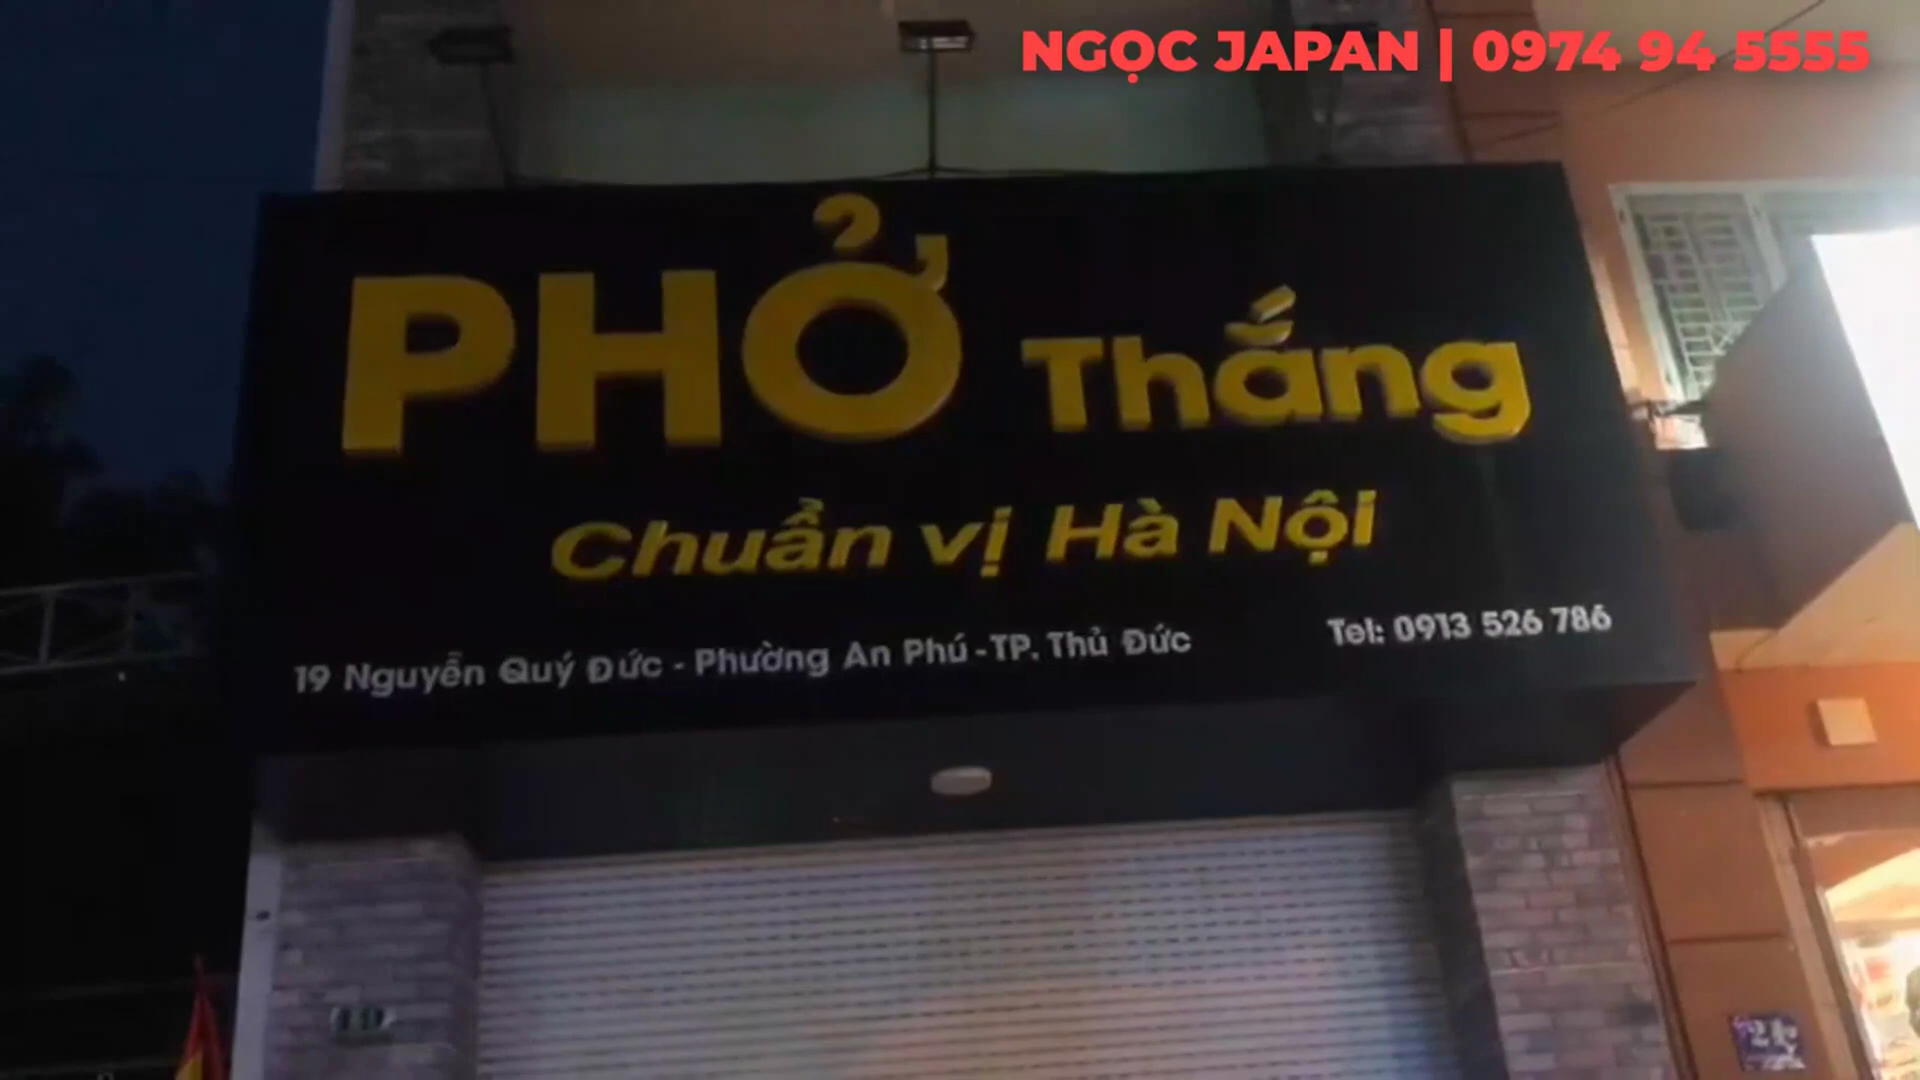 NGỌC JAPAN | 0974 94 5555
PHỞ Thắng
Chuẩn vị Hà Nội
19 Nguyễn Quý Đức - Phường An Phú - TP. Thủ Đức
Tel: 0913 526 786
19